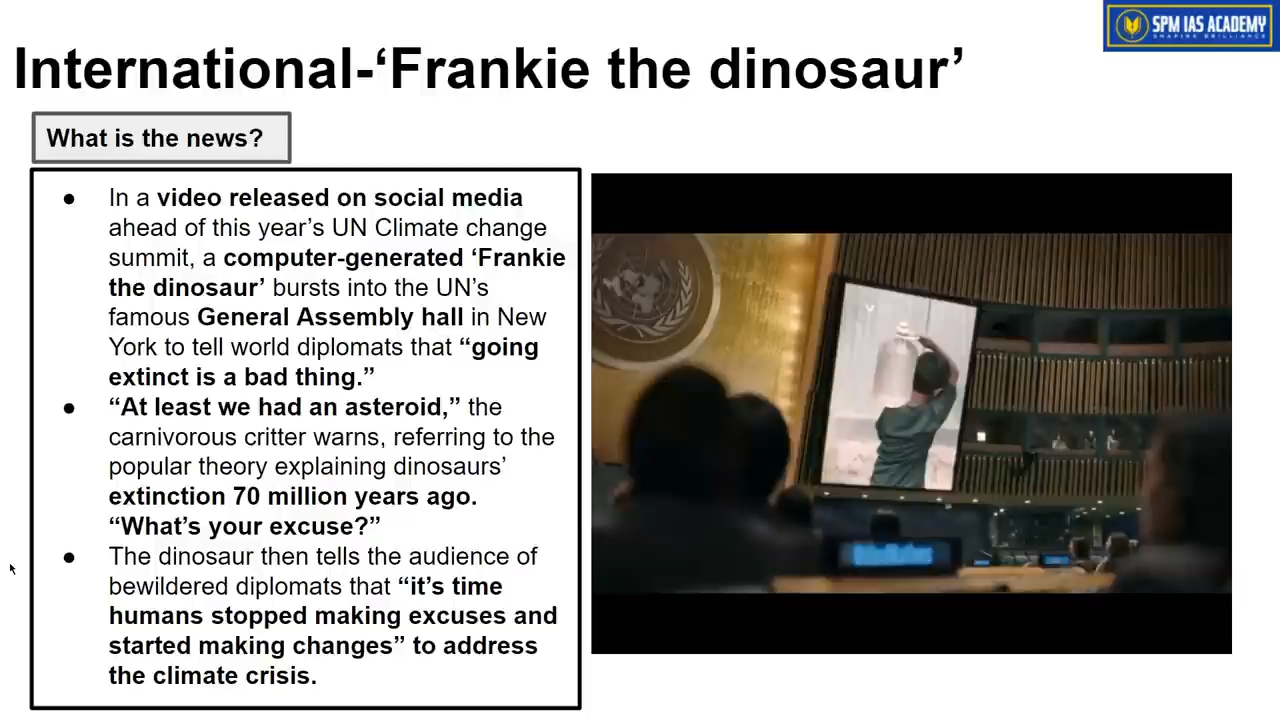 SPM IAS ACADEMY
SHAPING BRILLIANCE
International-‘Frankie the dinosaur’
What is the news?
● In a video released on social media
ahead of this year’s UN Climate change
summit, a computer-generated ‘Frankie
the dinosaur’ bursts into the UN’s
famous General Assembly hall in New
York to tell world diplomats that “going
extinct is a bad thing.”
● “At least we had an asteroid,” the
carnivorous critter warns, referring to the
popular theory explaining dinosaurs’
extinction 70 million years ago.
“What’s your excuse?”
● The dinosaur then tells the audience of
bewildered diplomats that “it’s time
humans stopped making excuses and
started making changes” to address
the climate crisis.